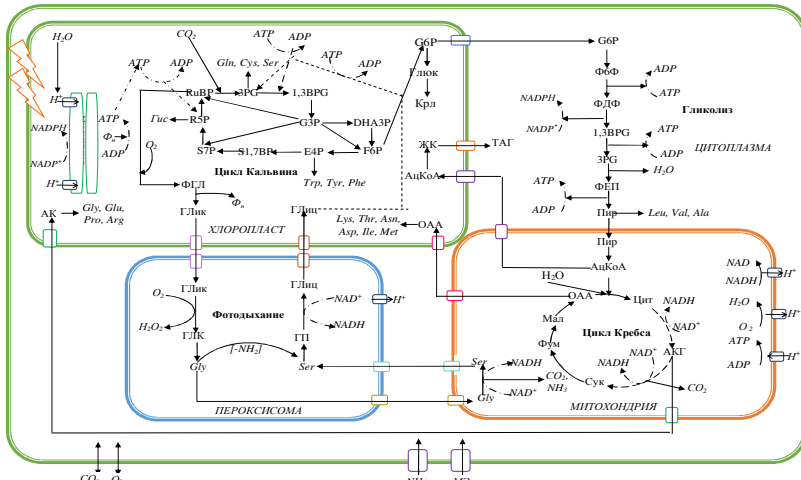 H2O
CO2
ATP
ADP
ATP
ADP
Gln, Cys, Ser
ATP
ADP
RuBP
3PG
1,3BPG
G3P
DHA3P
F6P
E4P
S1,7BP
S7P
R5P
Гис
Цикл Кальвина
Trp, Tyr, Phe
H+
NADPH
NADP+
H+
ATP
Фн
ADP
O2
ФГЛ
Фн
ГЛик
ГЛиц
ХЛОРОПЛАСТ
АК
Gly, Glu,
Pro, Arg
Lys, Thr, Asn,
Asp, Ile, Met
ОАА
G6P
Глюк
Крл
ЖК
ТАГ
АцКоА
G6P
Ф6Ф
ATP
ADP
NADPH
NADP+
ФДФ
Гликолиз
1,3BPG
ATP
ADP
ЦИТОПЛАЗМА
3PG
H2O
ATP
ADP
ФЕП
Пир
Leu, Val, Ala
Пир
АцКоА
H2O
ОАА
Цит
NADH
NAD+
АКГ
NAD+
NADH
CO2
Сук
Фум
Мал
Цикл Кребса
NAD
NADH
H+
H2O
O2
H+
ATP
ADP
H+
Ser
NADH
NAD+
Gly
CO2,
NH3
МИТОХОНДРИЯ
ГЛик
O2
H2O2
ГЛК
Gly
[-NH2]
Фотодыхание
ГЛиц
NAD+
NADH
ГП
Ser
H+
ПЕРОКСИСОМА